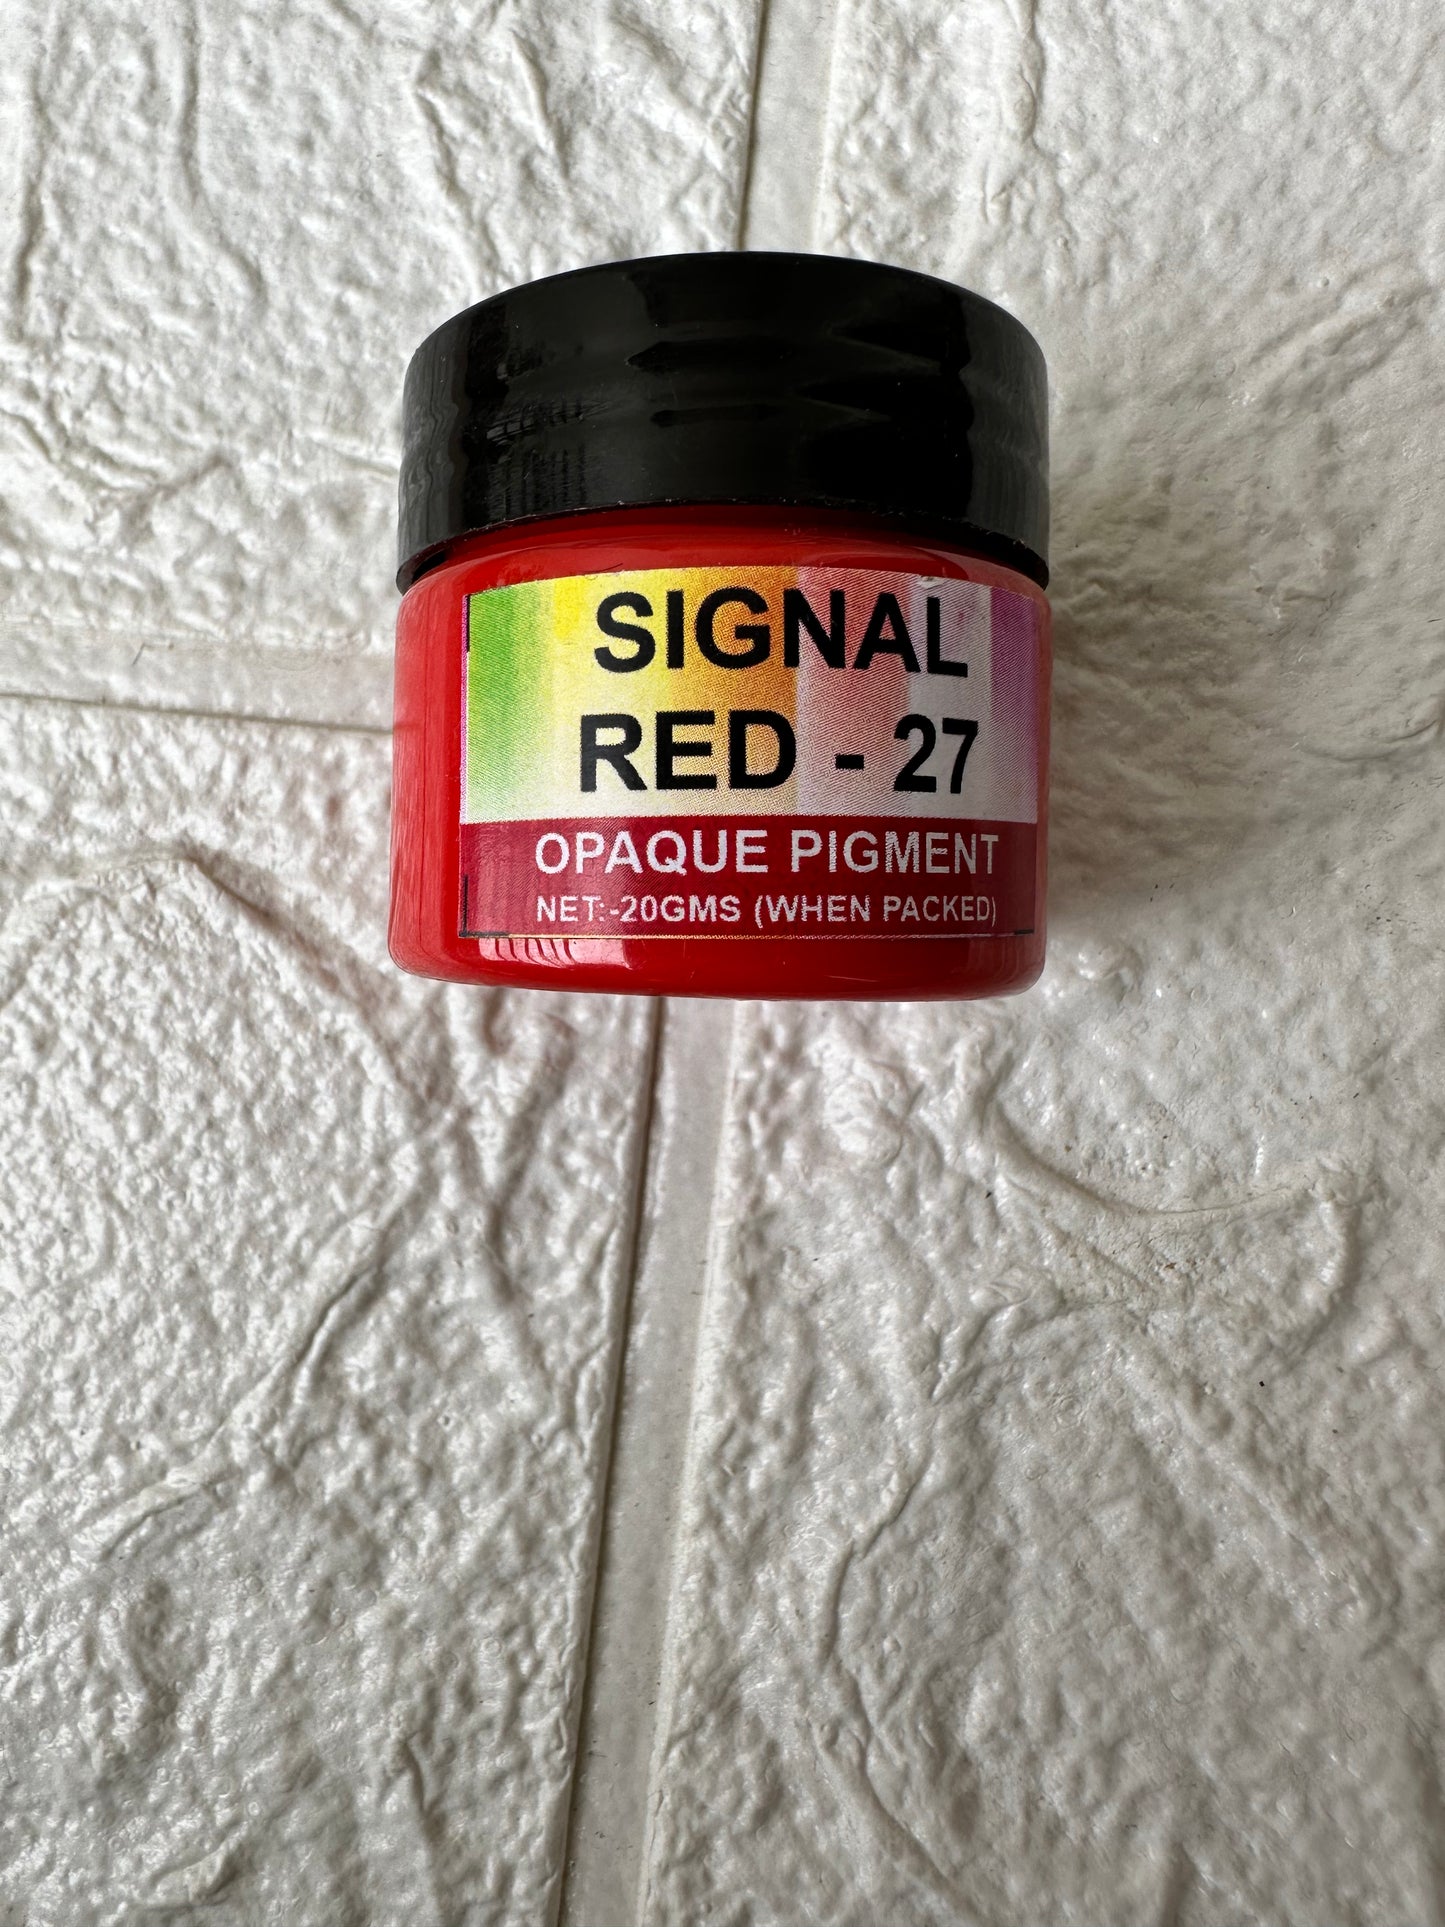 SIGNAL
RED - 27
OPAQUE PIGMENT
NET:-20GMS (WHEN PACKED)